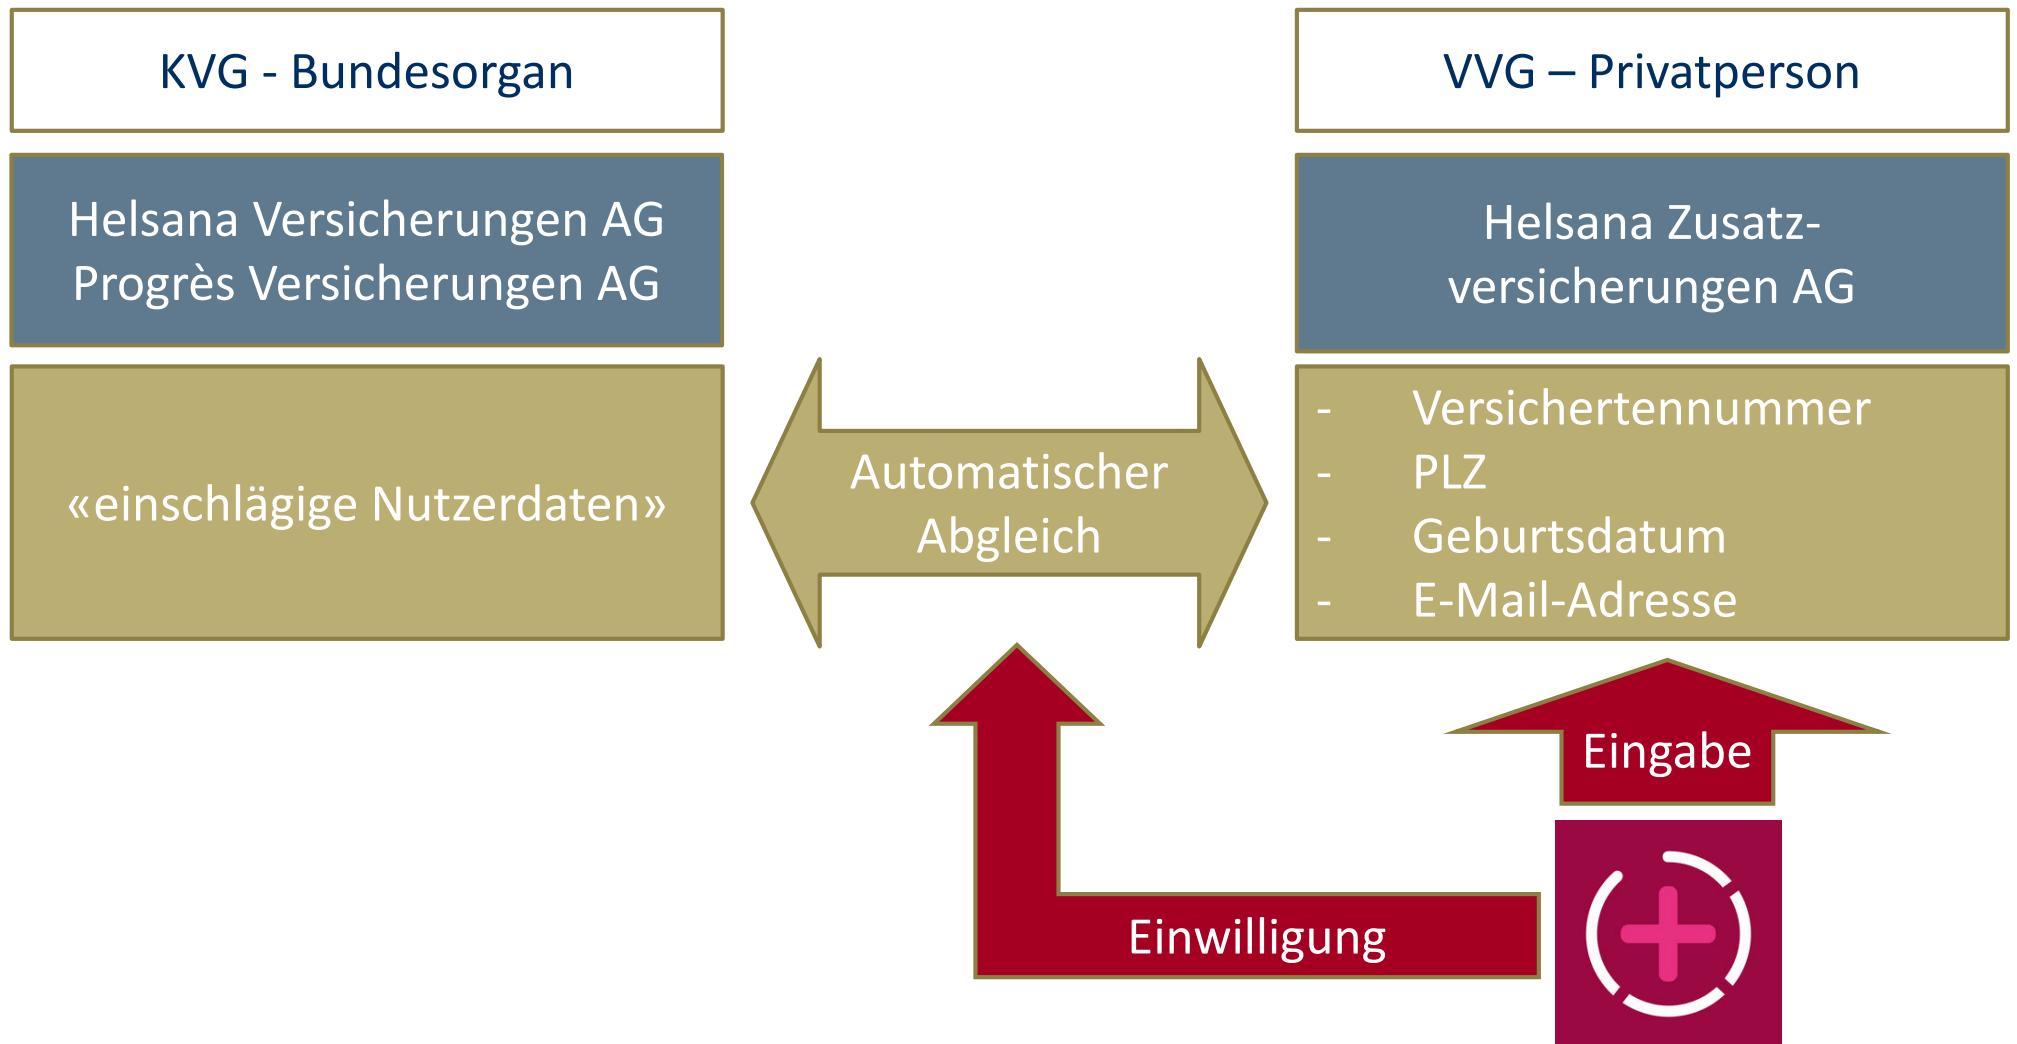 KVG - Bundesorgan
Helsana Versicherungen AG
Progrès Versicherungen AG
«einschlägige Nutzerdaten»
Automatischer
Abgleich
VVG – Privatperson
Helsana Zusatz-
versicherungen AG
- Versichertennummer
- PLZ
- Geburtsdatum
- E-Mail-Adresse
Eingabe
Einwilligung